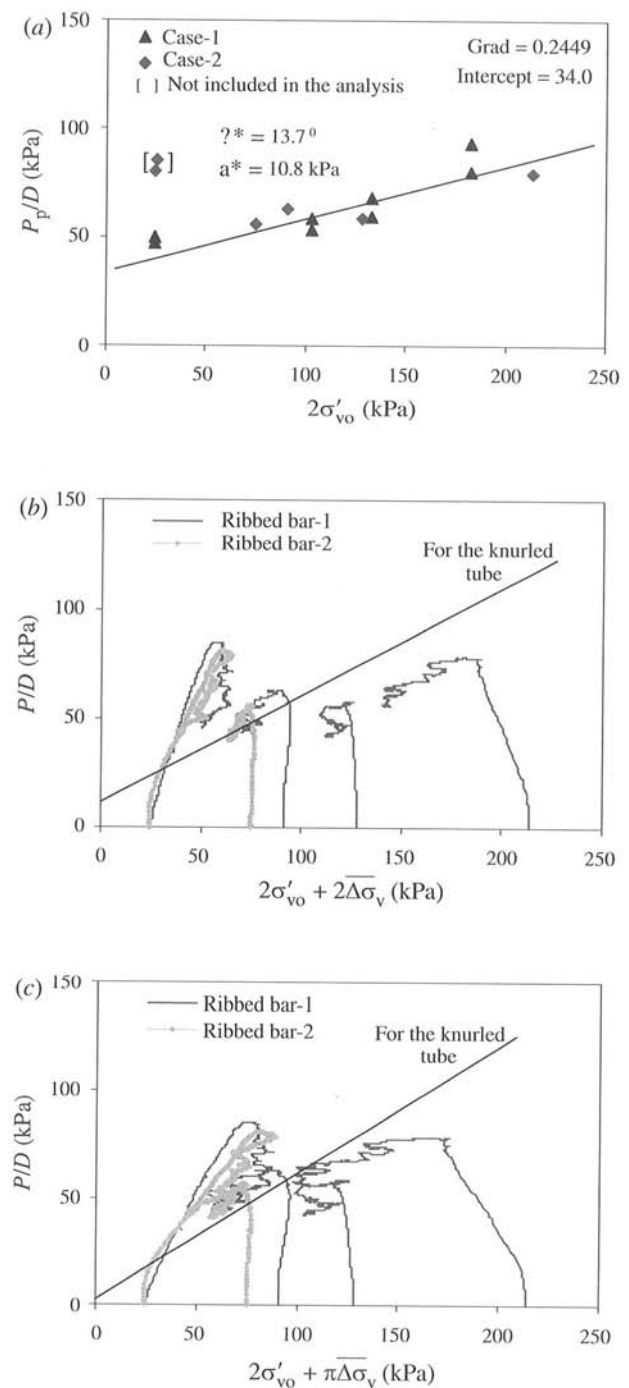 (a)
Case-1
Case-2
[ ] Not included in the analysis
Grad = 0.2449
Intercept = 34.0
?* = 13.7⁰
a* = 10.8 kPa
[ ]
150
100
50
0
Pp/D (kPa)
0 50 100 150 200 250
2σ′vo (kPa)
(b)
Ribbed bar-1
Ribbed bar-2
For the knurled
tube
150
100
50
0
P/D (kPa)
0 50 100 150 200 250
2σ′vo + 2Δσv (kPa)
(c)
Ribbed bar-1
Ribbed bar-2
For the knurled
tube
150
100
50
0
P/D (kPa)
0 50 100 150 200 250
2σ′vo + πΔσv (kPa)